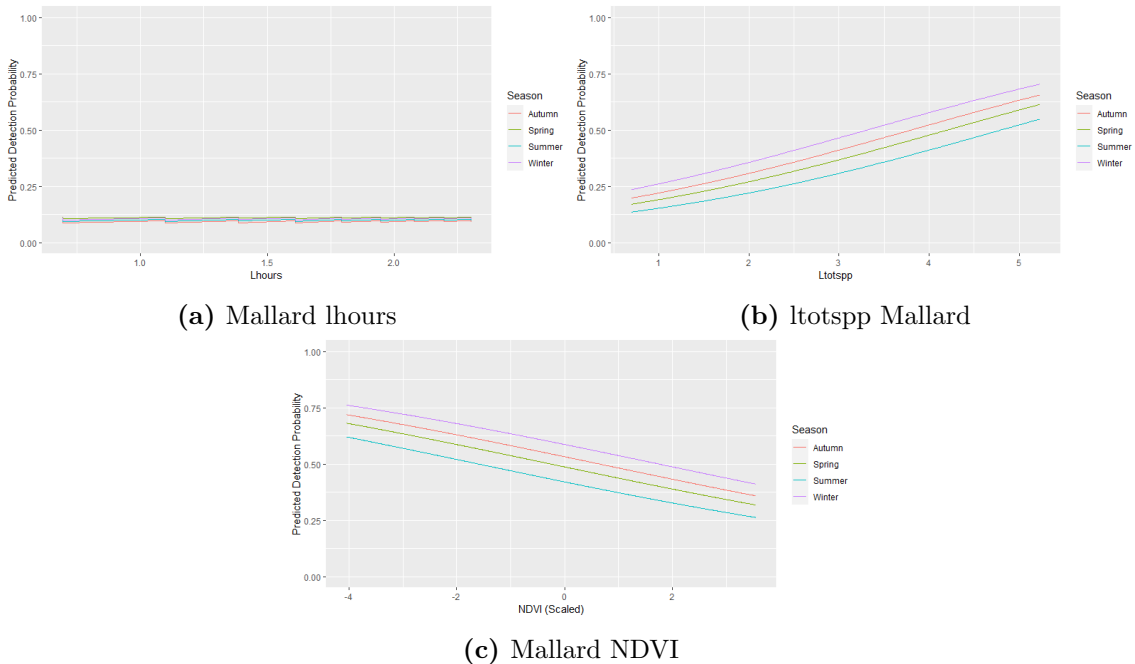 1.00
0.75
0.50
0.25
0.00
Predicted Detection Probability
1.0
1.5
2.0
Lhours
Season
Autumn
Spring
Summer
Winter
(a) Mallard lhours
1.00
0.75
0.50
0.25
0.00
Predicted Detection Probability
1
2
3
4
5
Ltotspp
Season
Autumn
Spring
Summer
Winter
(b) ltotspp Mallard
1.00
0.75
0.50
0.25
0.00
Predicted Detection Probability
-4
-2
0
2
NDVI (Scaled)
Season
Autumn
Spring
Summer
Winter
(c) Mallard NDVI